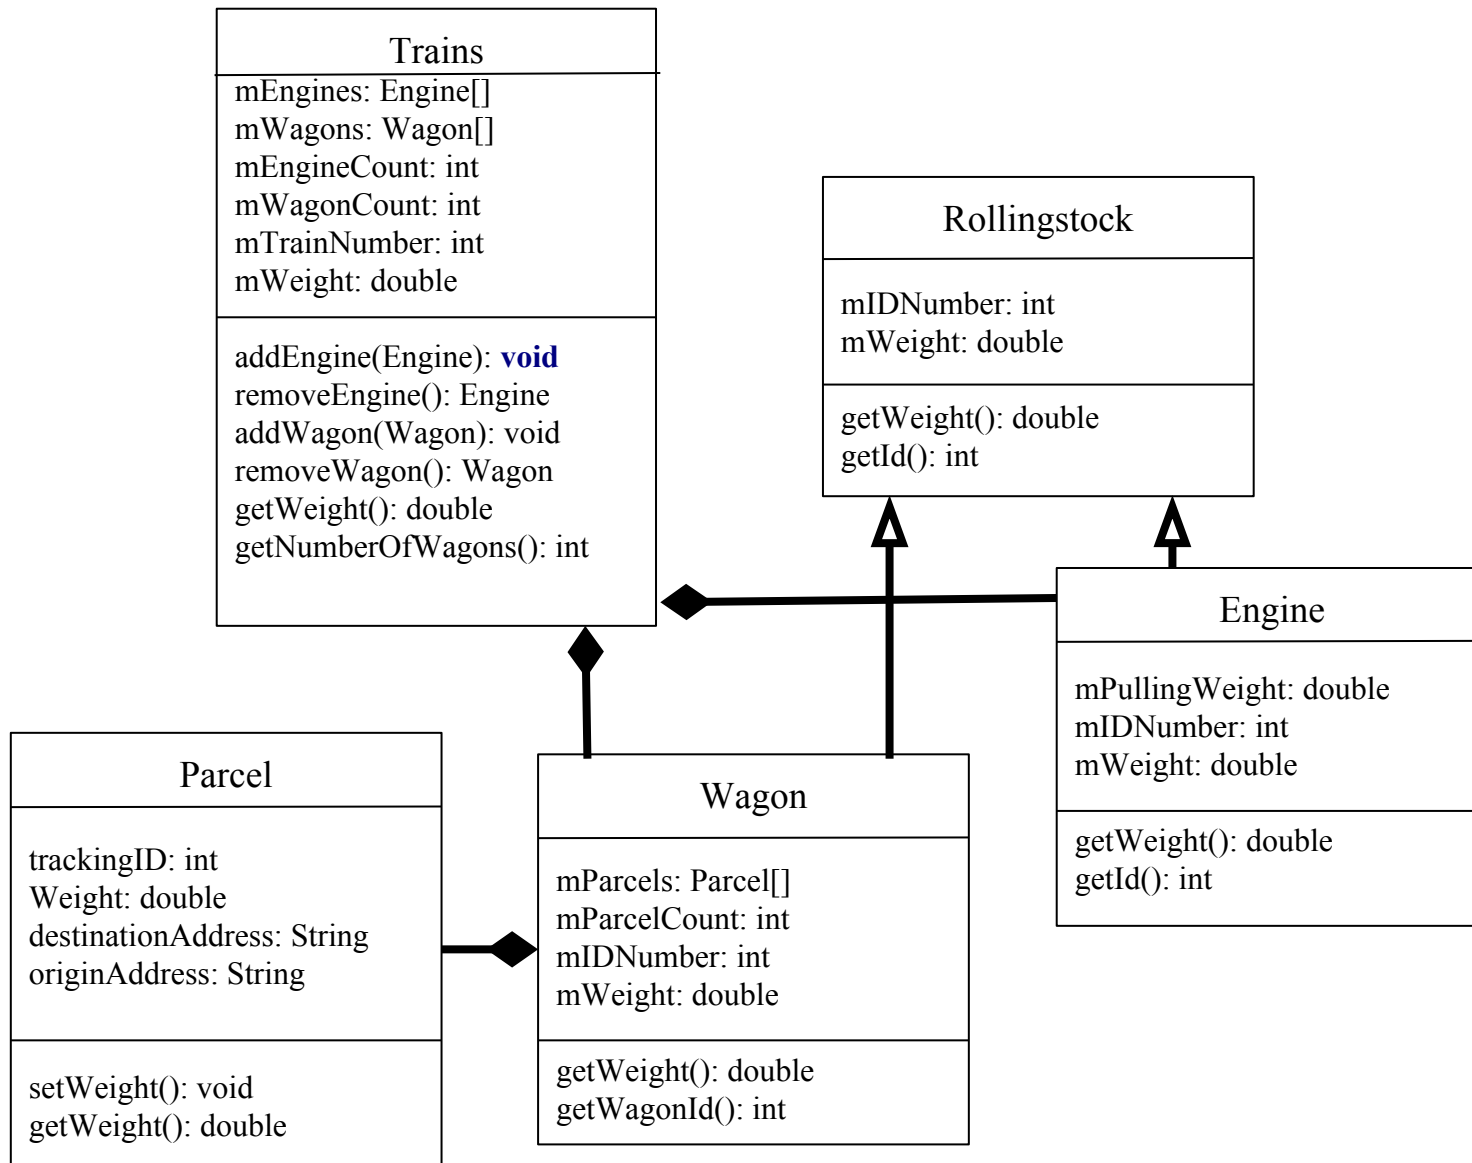 Trains
mEngines: Engine[]
mWagons: Wagon[]
mEngineCount: int
mWagonCount: int
mTrainNumber: int
mWeight: double
addEngine(Engine): void
removeEngine(): Engine
addWagon(Wagon): void
removeWagon(): Wagon
getWeight(): double
getNumberOfWagons(): int
Rollingstock
mIDNumber: int
mWeight: double
getWeight(): double
getId(): int
Engine
mPullingWeight: double
mIDNumber: int
mWeight: double
getWeight(): double
getId(): int
Parcel
trackingID: int
Weight: double
destinationAddress: String
originAddress: String
setWeight(): void
getWeight(): double
Wagon
mParcels: Parcel[]
mParcelCount: int
mIDNumber: int
mWeight: double
getWeight(): double
getWagonId(): int